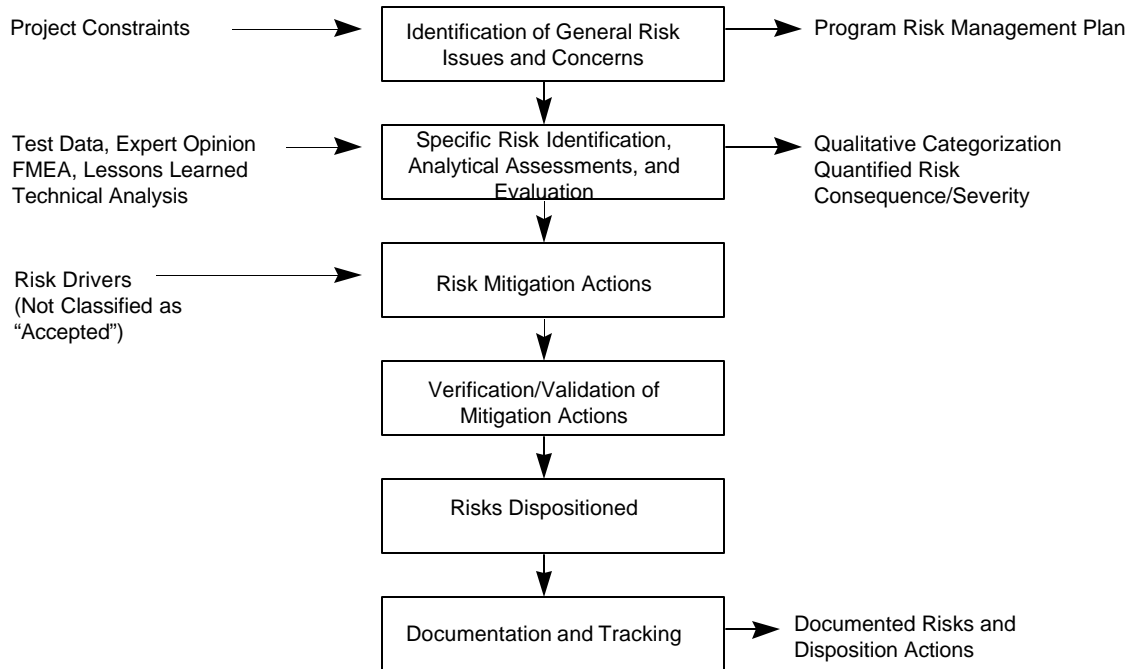 Project Constraints
Identification of General Risk
Issues and Concerns
Program Risk Management Plan
Test Data, Expert Opinion
FMEA, Lessons Learned
Technical Analysis
Specific Risk Identification,
Analytical Assessments, and
Evaluation
Qualitative Categorization
Quantified Risk
Consequence/Severity
Risk Drivers
(Not Classified as
“Accepted”)
Risk Mitigation Actions
Verification/Validation of
Mitigation Actions
Risks Dispositioned
Documentation and Tracking
Documented Risks and
Disposition Actions